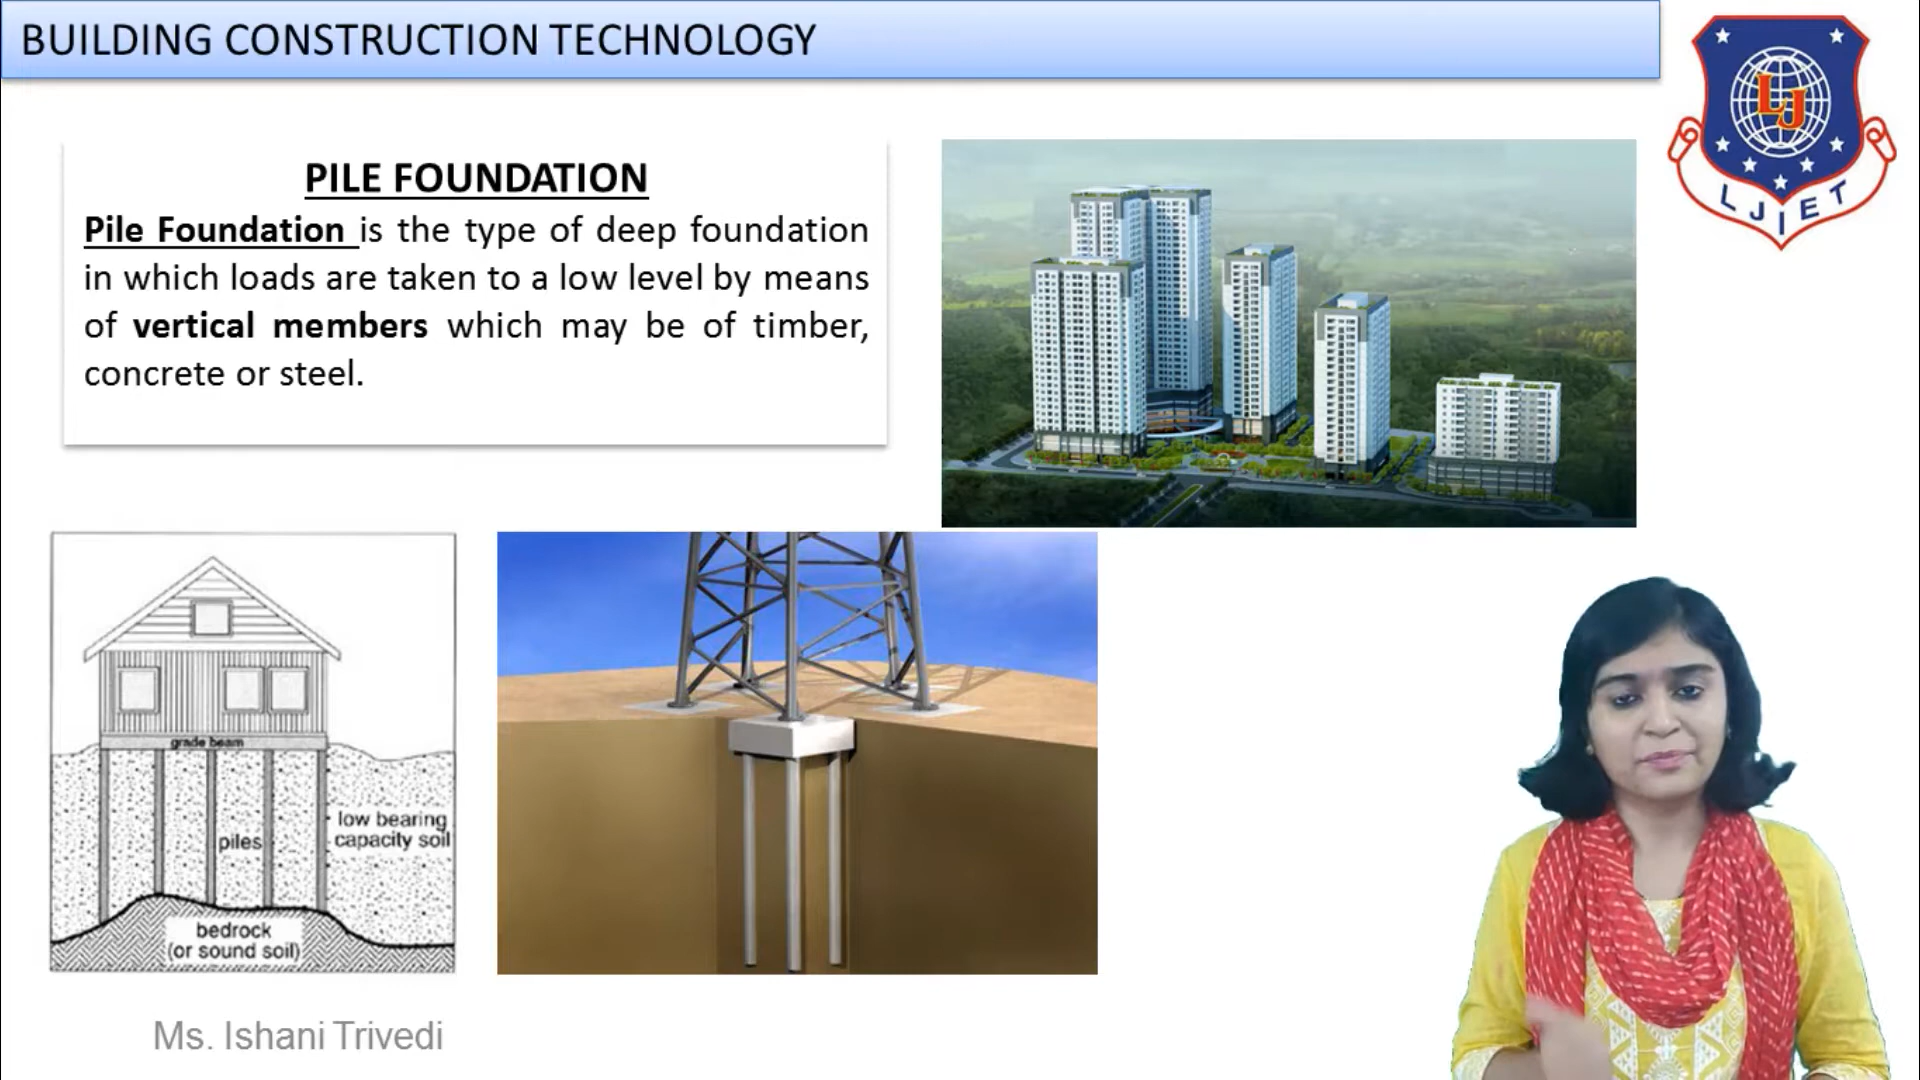 BUILDING CONSTRUCTION TECHNOLOGY
LJ
LJIET
PILE FOUNDATION
Pile Foundation is the type of deep foundation
in which loads are taken to a low level by means
of vertical members which may be of timber,
concrete or steel.
grade beam
low bearing
capacity soil
piles
bedrock
(or sound soil)
Ms. Ishani Trivedi